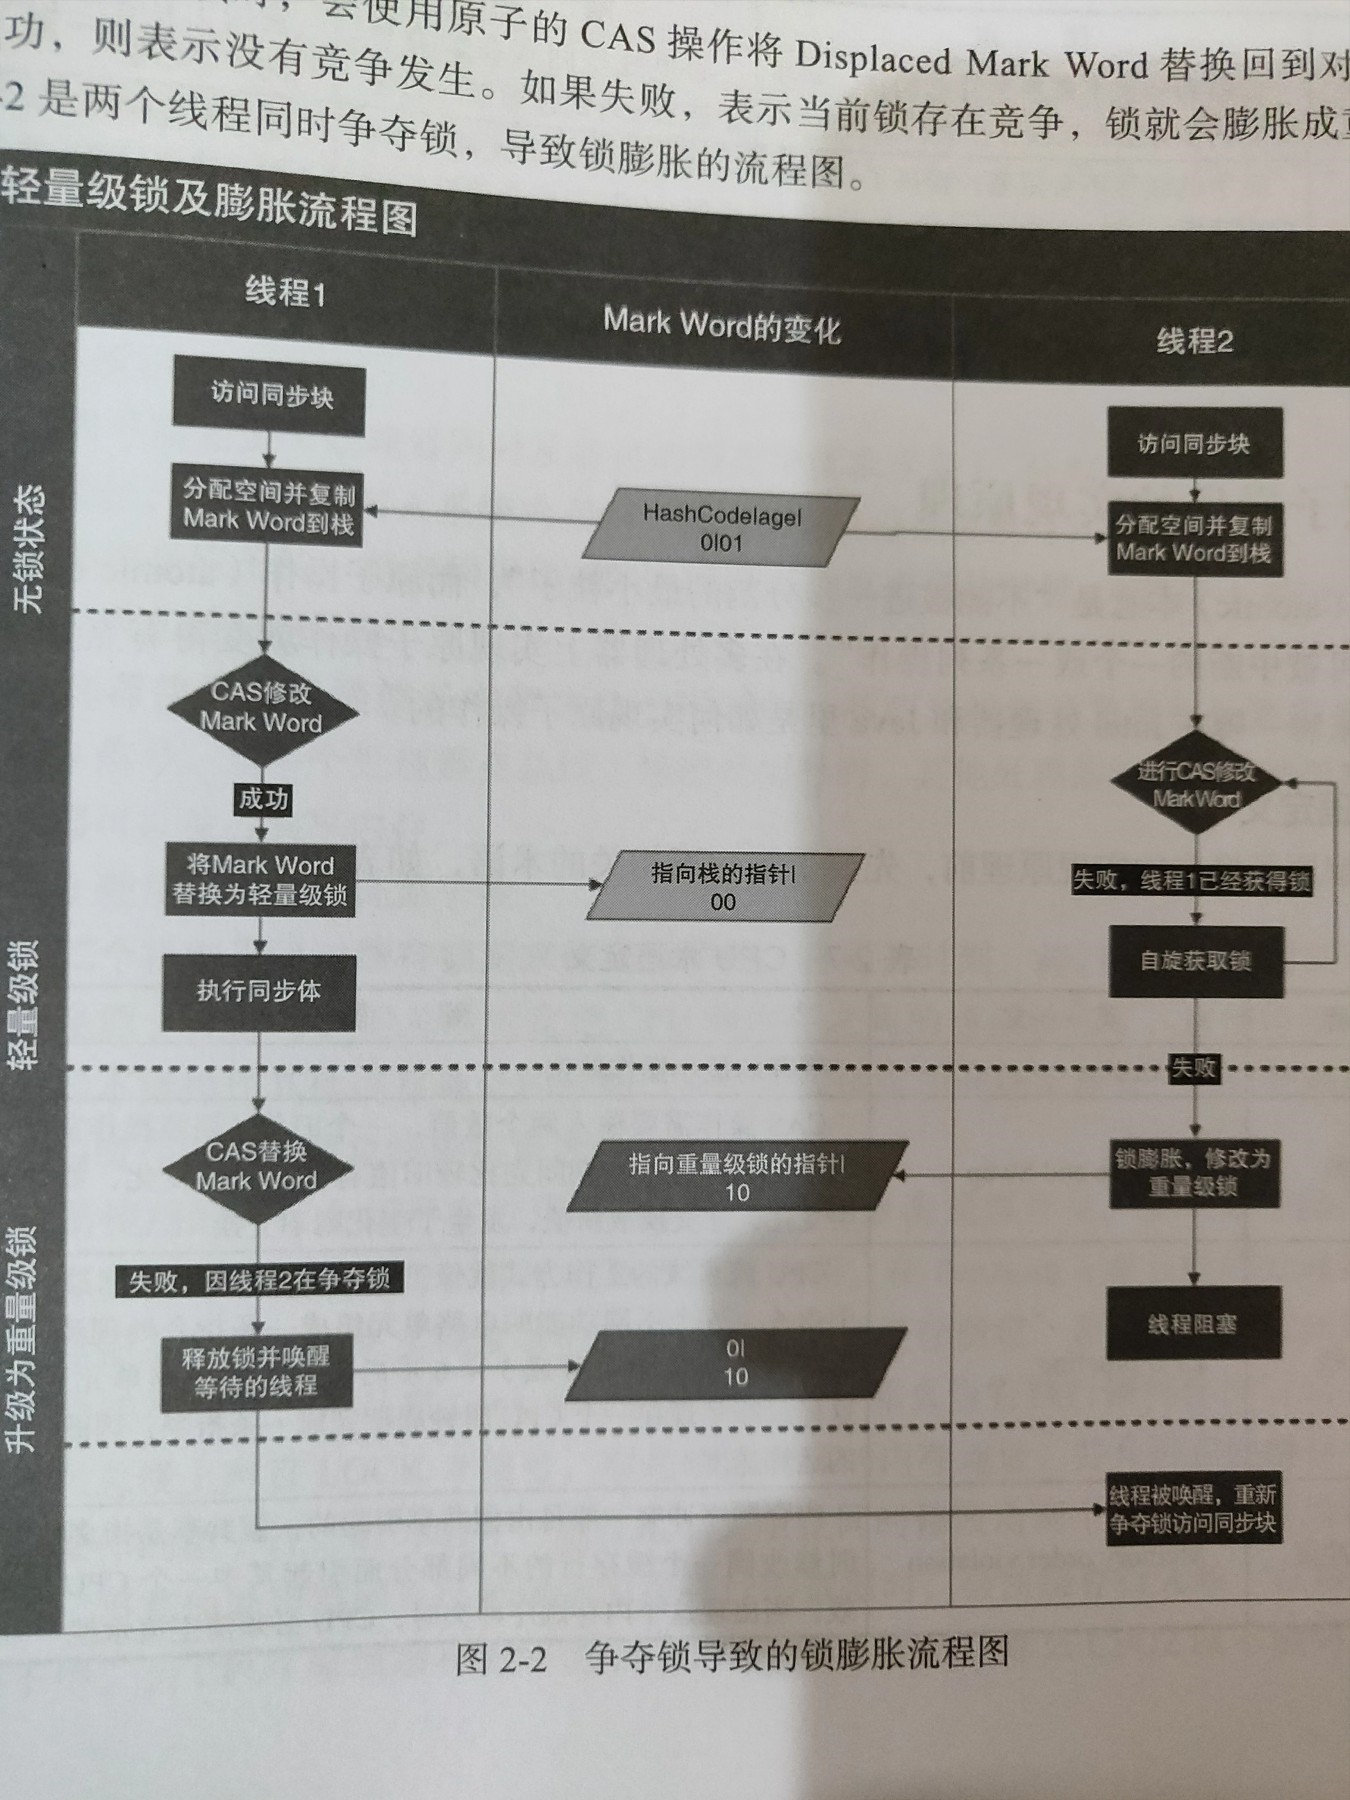 会使用原子的 CAS 操作将 Displaced Mark Word 替换回到对
功，则表示没有竞争发生。如果失败，表示当前锁存在竞争，锁就会膨胀成
-2 是两个线程同时争夺锁，导致锁膨胀的流程图。
轻量级锁及膨胀流程图
线程1
Mark Word的变化
线程2
无锁状态
访问同步块
访问同步块
分配空间并复制
Mark Word到栈
HashCode|age|
0|01
分配空间并复制
Mark Word到栈
轻量级锁
CAS修改
Mark Word
进行CAS修改
Mark Word
成功
将Mark Word
替换为轻量级锁
指向栈的指针|
00
失败，线程1已经获得锁
自旋获取锁
执行同步体
失败
升级为重量级锁
CAS替换
Mark Word
指向重量级锁的指针|
10
锁膨胀，修改为
重量级锁
失败，因线程2在争夺锁
线程阻塞
释放锁并唤醒
等待的线程
0|
10
线程被唤醒，重新
争夺锁访问同步块
图 2-2 争夺锁导致的锁膨胀流程图